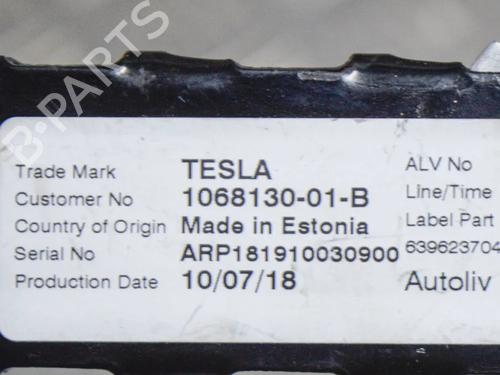 B-PARTS
Trade Mark TESLA ALV No
Customer No 1068130-01-B Line/Time
Country of Origin Made in Estonia Label Part
Serial No ARP181910030900 639623704
Production Date 10/07/18 Autoliv